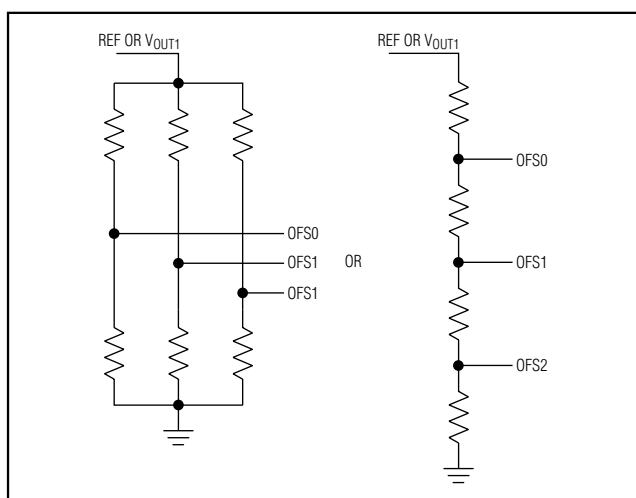 REF OR VOUT1
REF OR VOUT1
OFS0
OFS1
OR
OFS1
OFS0
OFS1
OFS2